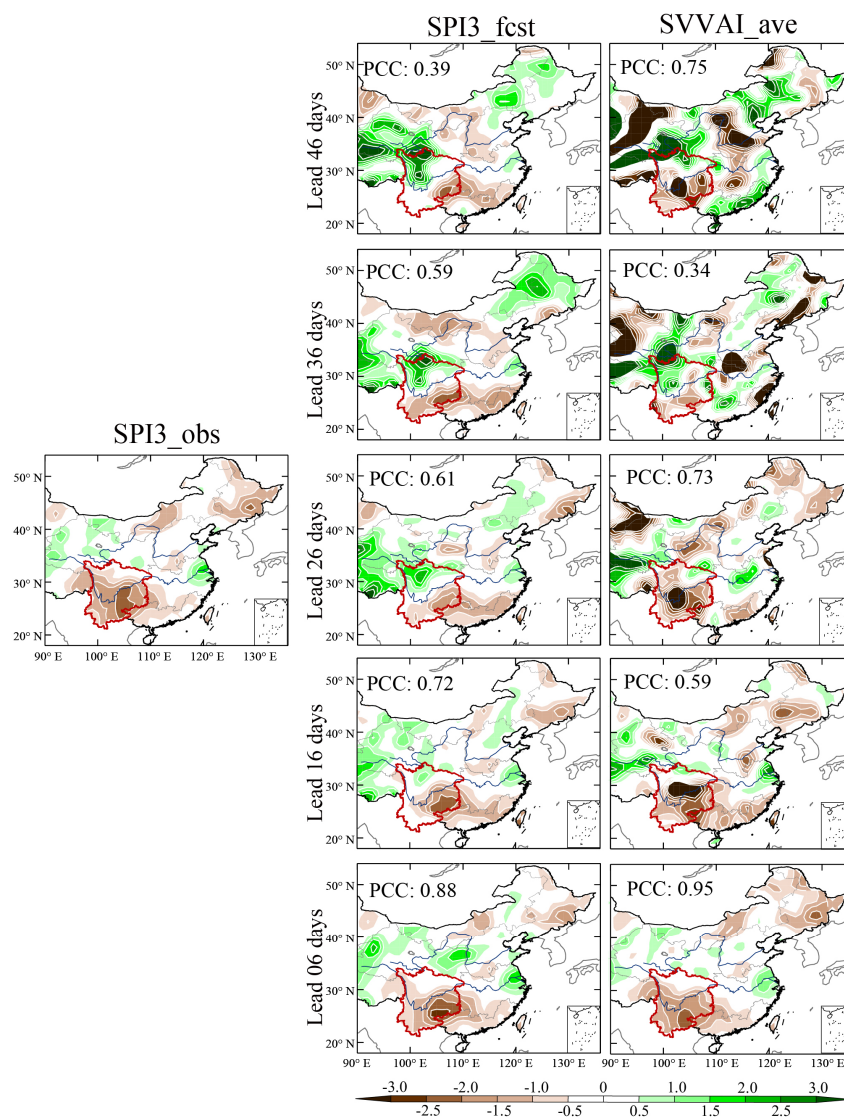 SPI3_fcst
SVVAI_ave
50° N
40° N
30° N
20° N
PCC: 0.39
PCC: 0.75
Lead 46 days
50° N
40° N
30° N
20° N
PCC: 0.59
PCC: 0.34
Lead 36 days
SPI3_obs
50° N
40° N
30° N
20° N
90° E
100° E
110° E
120° E
130° E
50° N
40° N
30° N
20° N
PCC: 0.61
PCC: 0.73
Lead 26 days
50° N
40° N
30° N
20° N
PCC: 0.72
PCC: 0.59
Lead 16 days
50° N
40° N
30° N
20° N
PCC: 0.88
PCC: 0.95
Lead 06 days
90° E
100° E
110° E
120° E
130° E
90° E
100° E
110° E
120° E
130° E
-3.0
-2.0
-1.0
0
1.0
2.0
3.0
-2.5
-1.5
-0.5
0.5
1.5
2.5